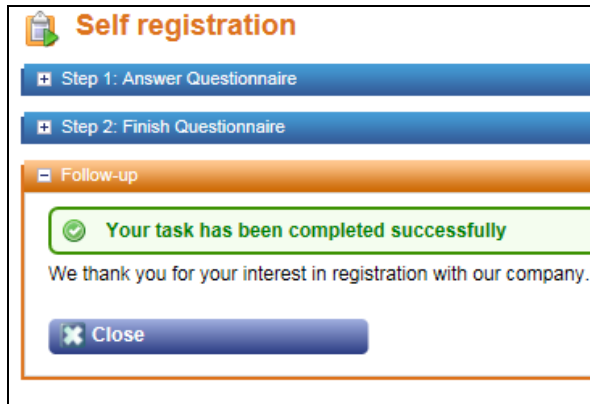 Self registration
Step 1: Answer Questionnaire
Step 2: Finish Questionnaire
Follow-up
Your task has been completed successfully
We thank you for your interest in registration with our company.
Close